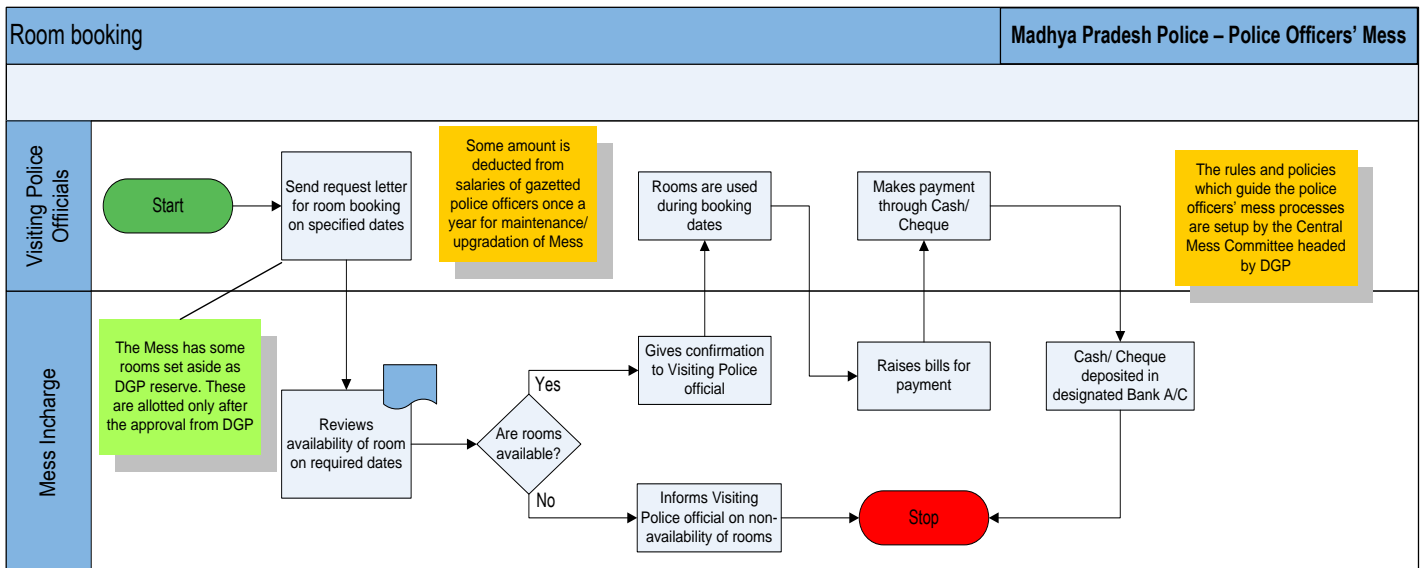 Room booking
Madhya Pradesh Police – Police Officers' Mess
Visiting Police
Offiicials
Start
Send request letter
for room booking
on specified dates
Some amount is
deducted from
salaries of gazetted
police officers once a
year for maintenance/
upgradation of Mess
Rooms are used
during booking
dates
Makes payment
through Cash/
Cheque
The rules and policies
which guide the police
officers' mess processes
are setup by the Central
Mess Committee headed
by DGP
Mess Incharge
The Mess has some
rooms set aside as
DGP reserve. These
are allotted only after
the approval from DGP
Reviews
availability of room
on required dates
Are rooms
available?
Yes
No
Gives confirmation
to Visiting Police
official
Raises bills for
payment
Cash/ Cheque
deposited in
designated Bank A/C
Informs Visiting
Police official on non-
availability of rooms
Stop